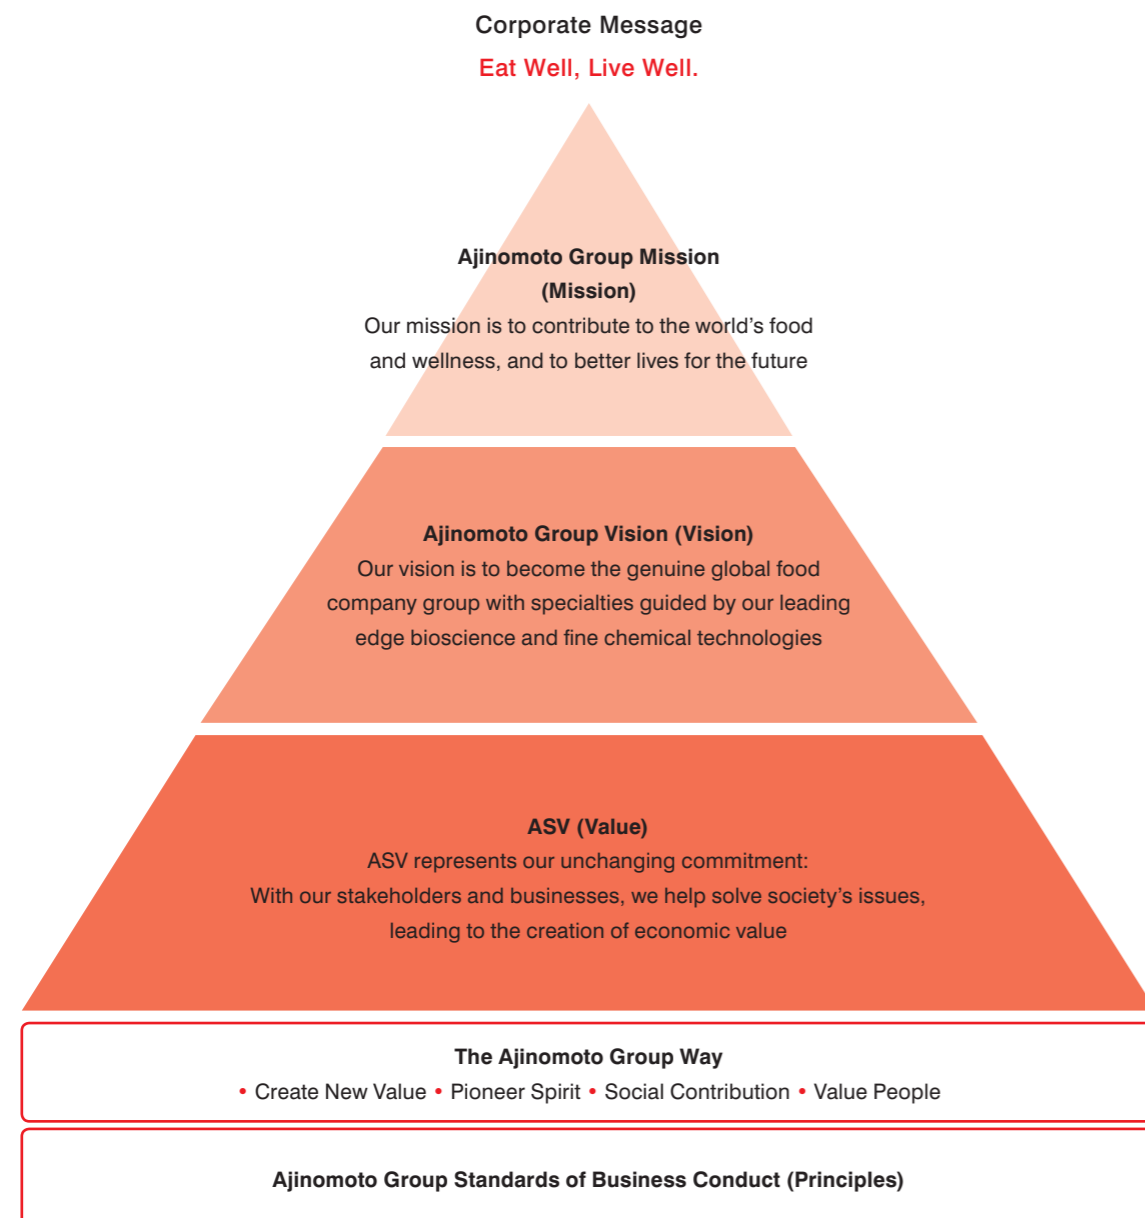 Corporate Message
Eat Well, Live Well.
Ajinomoto Group Mission
(Mission)
Our mission is to contribute to the world’s food
and wellness, and to better lives for the future
Ajinomoto Group Vision (Vision)
Our vision is to become the genuine global food
company group with specialties guided by our leading
edge bioscience and fine chemical technologies
ASV (Value)
ASV represents our unchanging commitment:
With our stakeholders and businesses, we help solve society’s issues,
leading to the creation of economic value
The Ajinomoto Group Way
• Create New Value • Pioneer Spirit • Social Contribution • Value People
Ajinomoto Group Standards of Business Conduct (Principles)